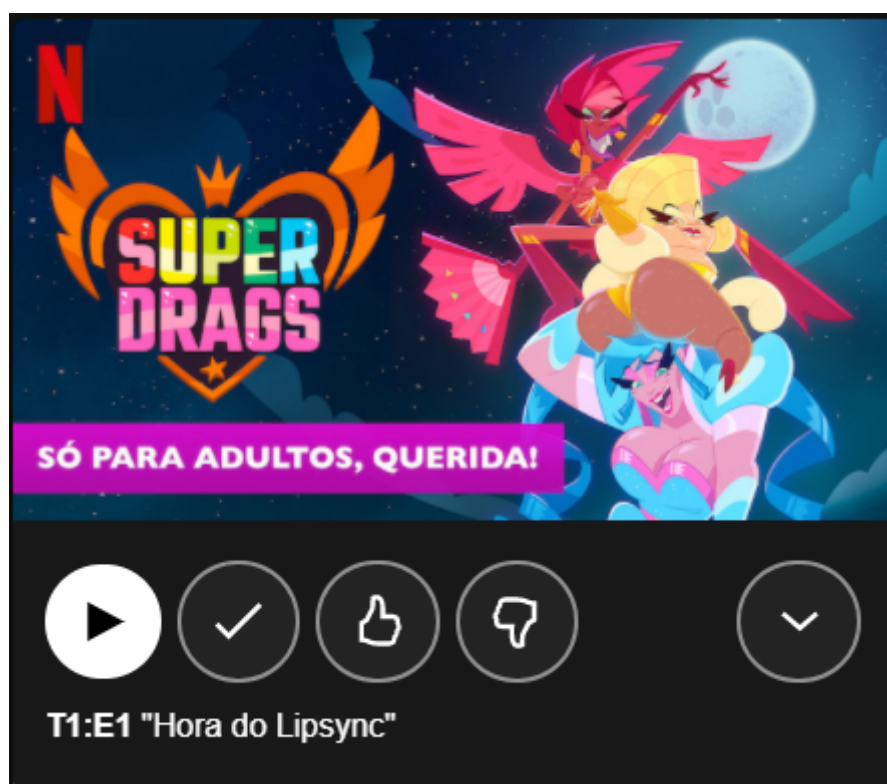 N
SUPER
DRAGS
SÓ PARA ADULTOS, QUERIDA!
T1:E1 "Hora do Lipsync"